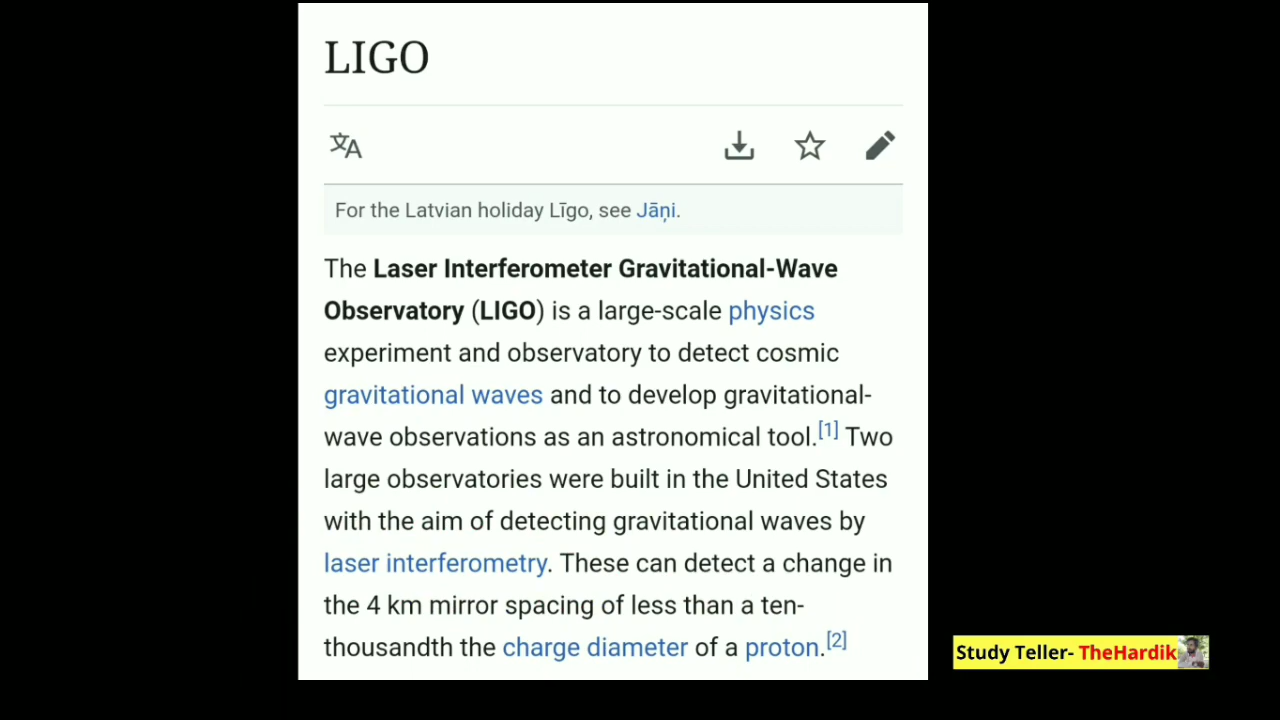 LIGO
文A
For the Latvian holiday Līgo, see Jāņi.
The Laser Interferometer Gravitational-Wave
Observatory (LIGO) is a large-scale physics
experiment and observatory to detect cosmic
gravitational waves and to develop gravitational-
wave observations as an astronomical tool.[1] Two
large observatories were built in the United States
with the aim of detecting gravitational waves by
laser interferometry. These can detect a change in
the 4 km mirror spacing of less than a ten-
thousandth the charge diameter of a proton.[2]
Study Teller- TheHardik